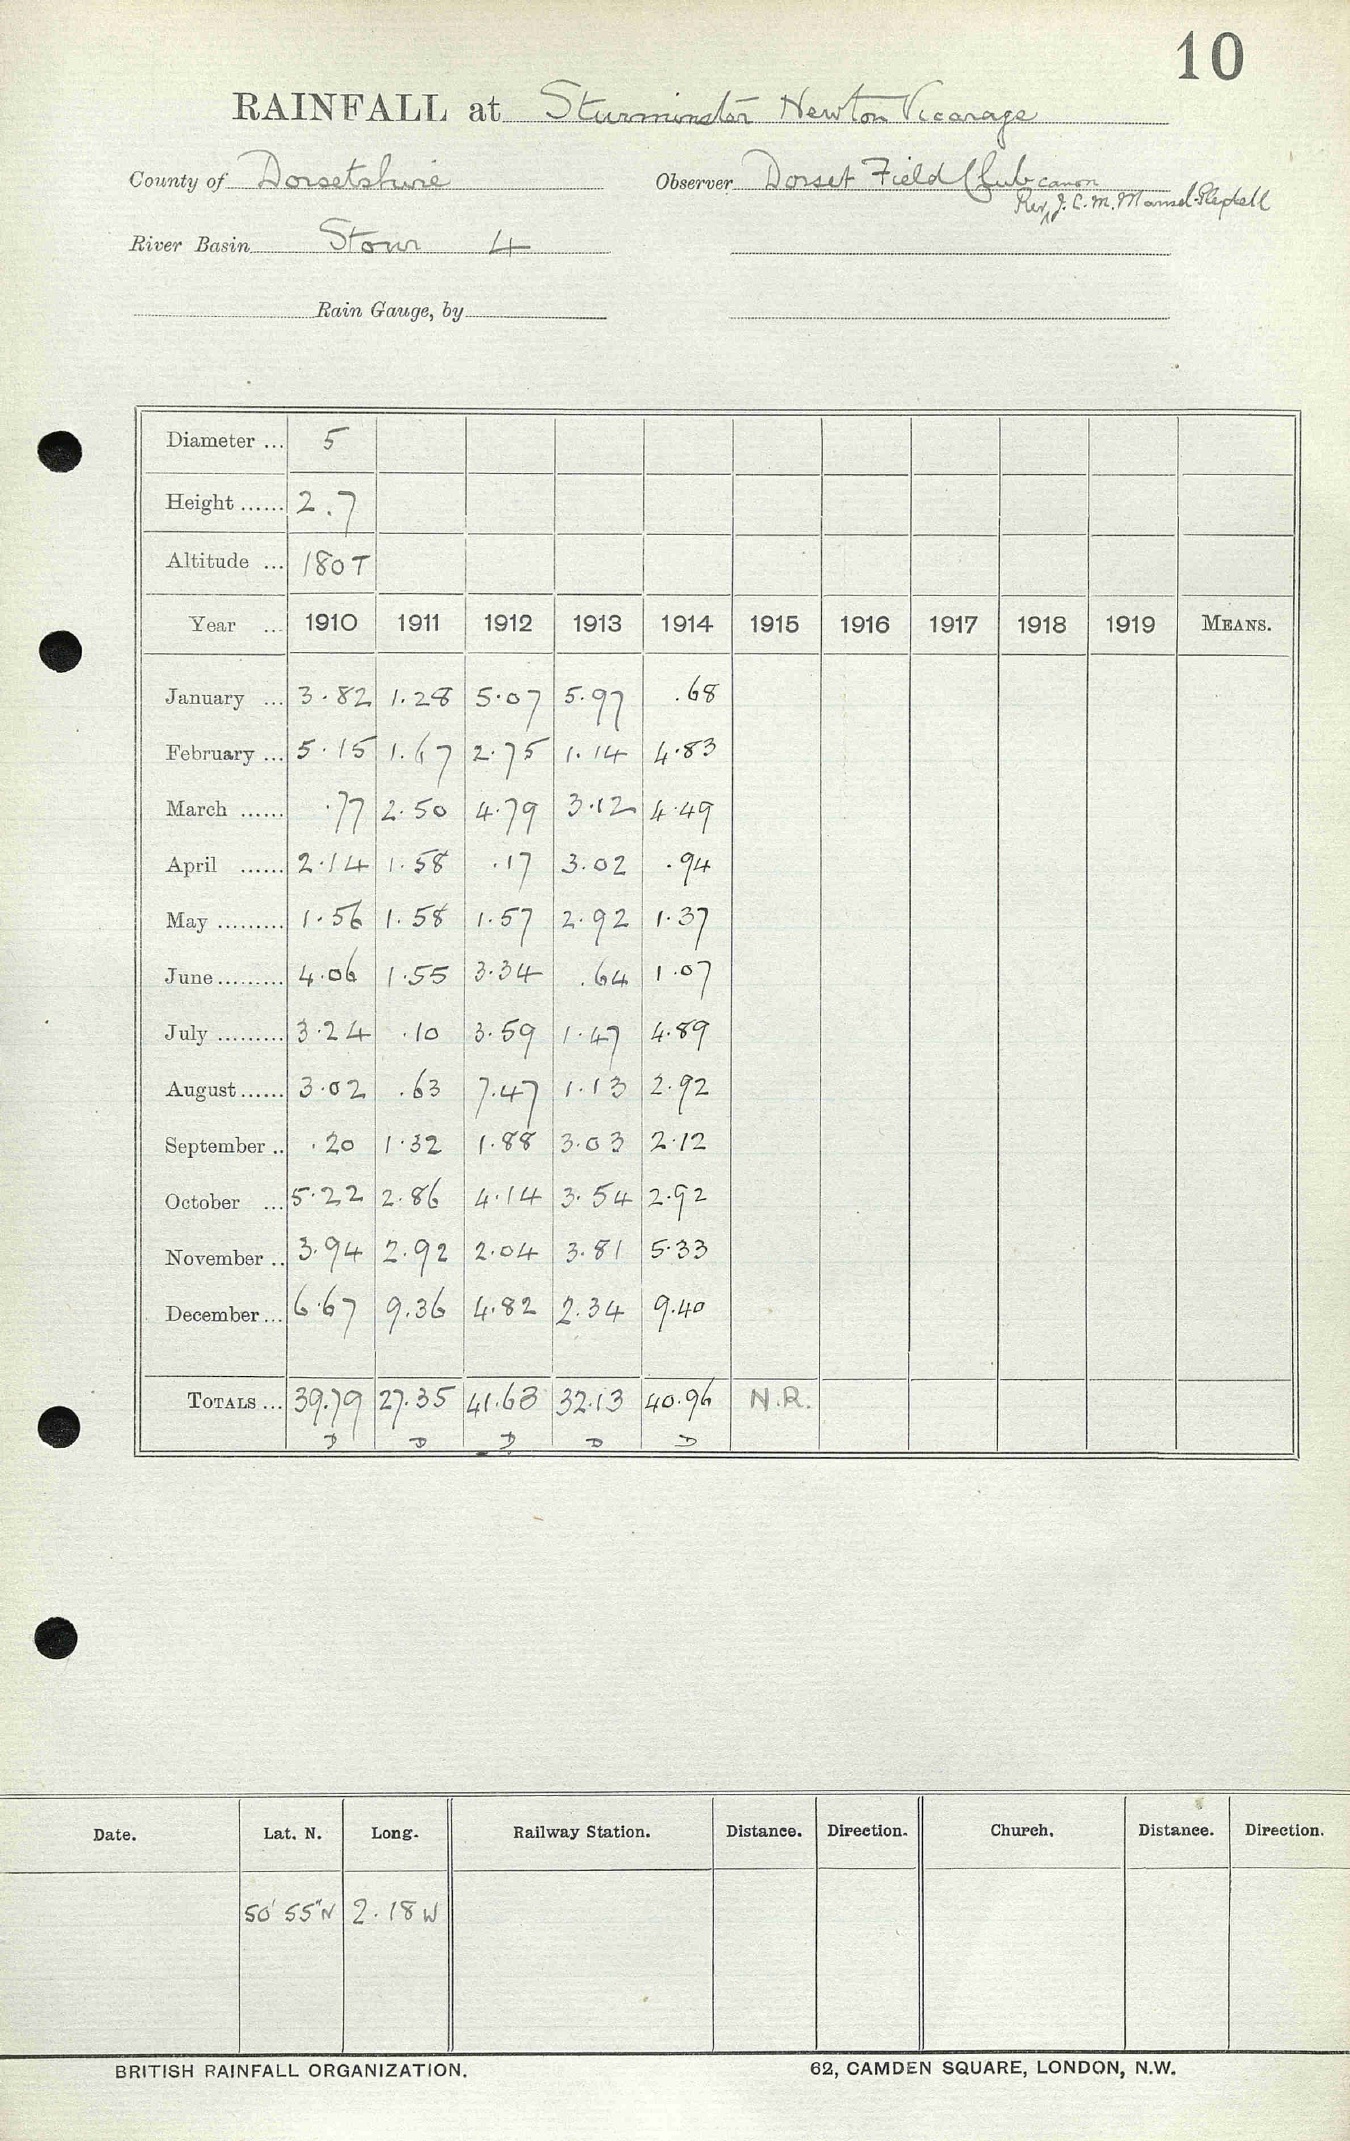 10
RAINFALL at Sturminster Newton Vicarage
County of Dorsetshire Observer Dorset Field Club canon
Rev J. C. M. Mansel-Pleydell
River Basin Stour 4
Rain Gauge, by
Diameter ... 5
Height ...... 2.7
Altitude ... 180 T
Year ... 1910 1911 1912 1913 1914 1915 1916 1917 1918 1919 MEANS.
January ... 3.82 1.28 5.07 5.97 .68
February ... 5.15 1.67 2.75 1.14 4.83
March ...... .77 2.50 4.79 3.12 4.49
April ...... 2.14 1.58 .17 3.02 .94
May ......... 1.56 1.58 1.57 2.92 1.37
June ......... 4.06 1.55 3.34 .64 1.07
July ......... 3.24 .10 3.59 1.47 4.89
August ...... 3.02 .63 7.47 1.13 2.92
September .. .20 1.32 1.88 3.03 2.12
October ... 5.22 2.86 4.14 3.54 2.92
November .. 3.94 2.92 2.04 3.81 5.33
December ... 6.67 9.36 4.82 2.34 9.40
TOTALS ... 39.79 27.35 41.63 32.13 40.96 N.R.
D D D D D
Date. Lat. N. Long. Railway Station. Distance. Direction. Church. Distance. Direction.
50' 55"N 2.18 W
BRITISH RAINFALL ORGANIZATION. 62, CAMDEN SQUARE, LONDON, N.W.